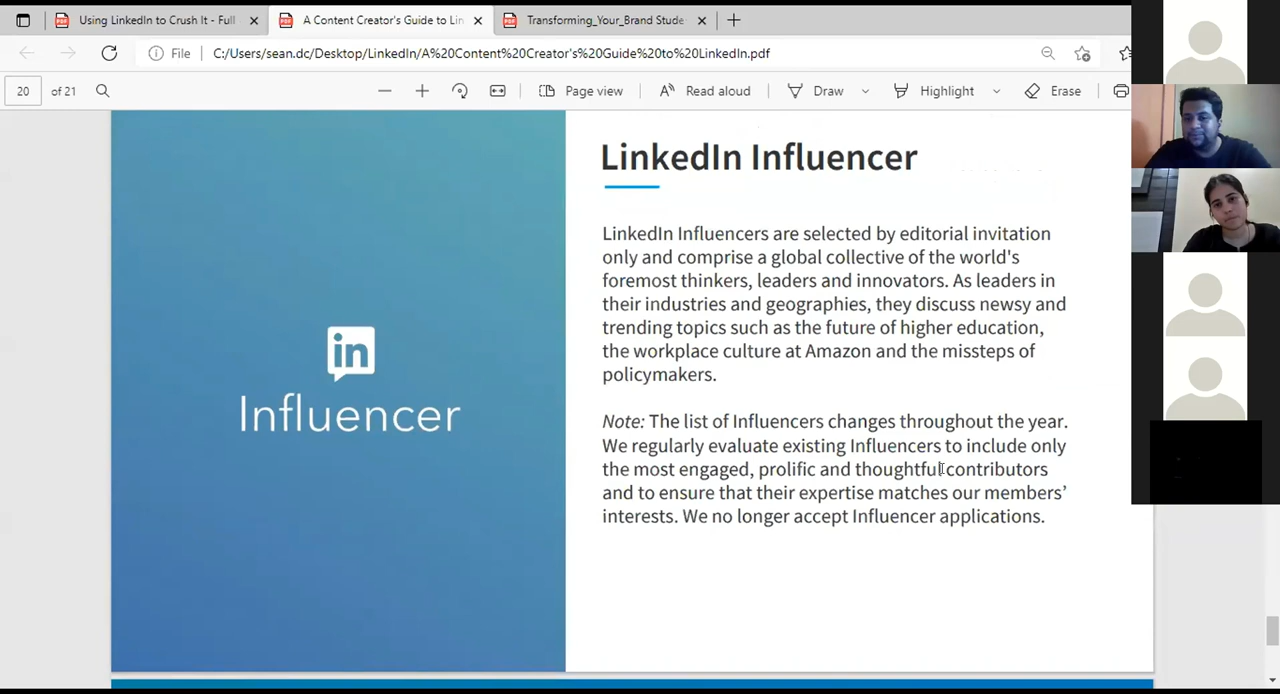 Using LinkedIn to Crush It - Full
A Content Creator's Guide to Lin
Transforming_Your_Brand Stude
File
C:/Users/sean.dc/Desktop/LinkedIn/A%20Content%20Creator's%20Guide%20to%20LinkedIn.pdf
20 of 21
Page view
Read aloud
Draw
Highlight
Erase
in
Influencer
LinkedIn Influencer
LinkedIn Influencers are selected by editorial invitation
only and comprise a global collective of the world's
foremost thinkers, leaders and innovators. As leaders in
their industries and geographies, they discuss newsy and
trending topics such as the future of higher education,
the workplace culture at Amazon and the missteps of
policymakers.
Note: The list of Influencers changes throughout the year.
We regularly evaluate existing Influencers to include only
the most engaged, prolific and thoughtful contributors
and to ensure that their expertise matches our members’
interests. We no longer accept Influencer applications.